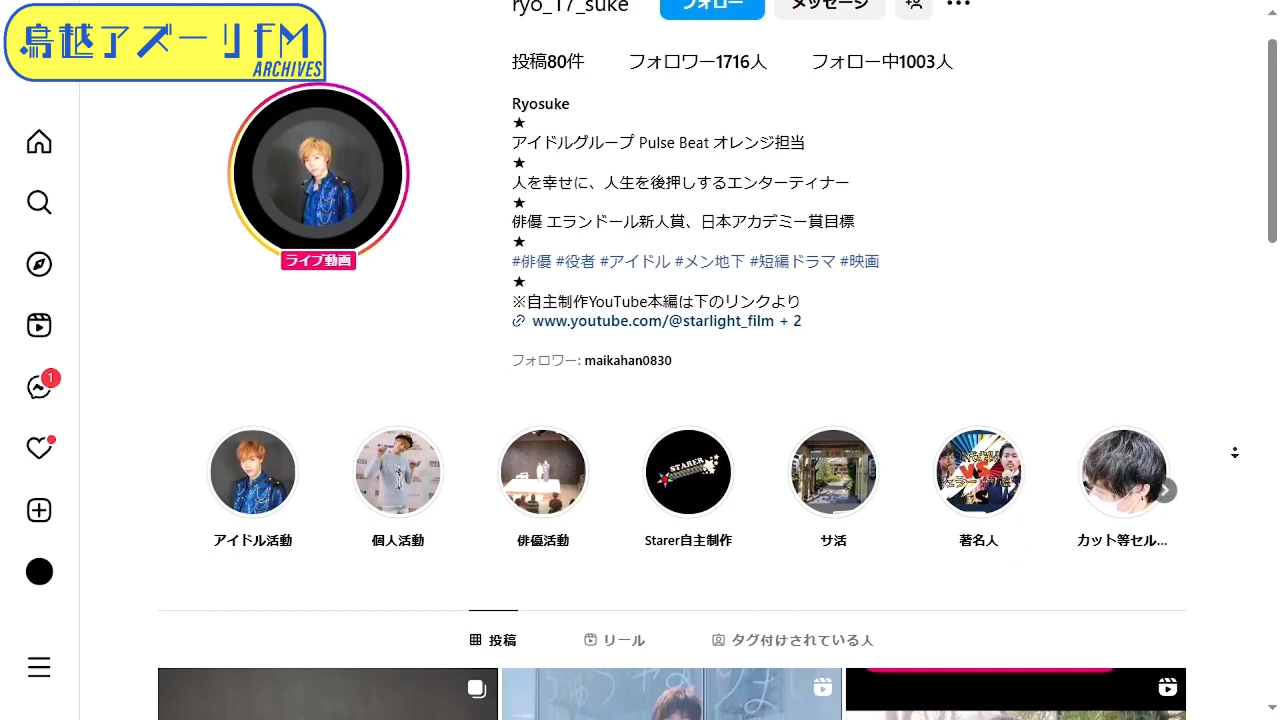 鳥越アズーリFM
ARCHIVES
ryo_17_suke
フォロー
メッセージ
投稿80件
フォロワー1716人
フォロー中1003人
Ryosuke
★
アイドルグループ Pulse Beat オレンジ担当
★
人を幸せに、人生を後押しするエンターティナー
★
俳優 エランドール新人賞、日本アカデミー賞目標
★
#俳優 #役者 #アイドル #メン地下 #短編ドラマ #映画
★
※自主制作YouTube本編は下のリンクより
www.youtube.com/@starlight_film + 2
フォロワー: maikahan0830
ライブ動画
1
STARER
VS
アイドル活動
個人活動
俳優活動
Starer自主制作
サ活
著名人
カット等セル...
投稿
リール
タグ付けされている人